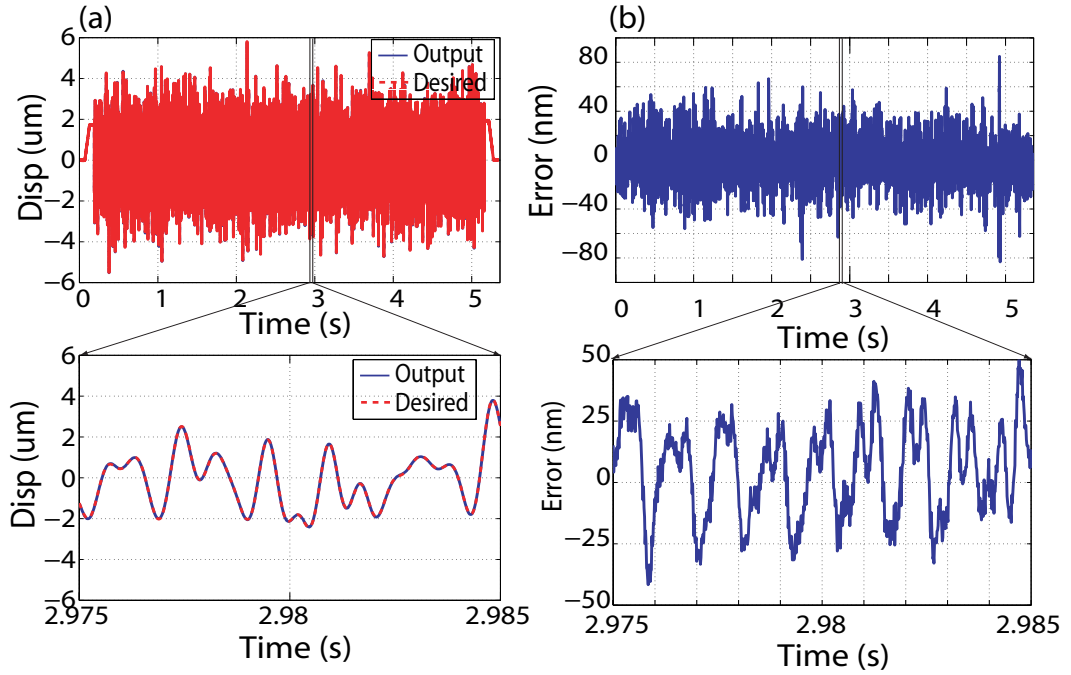 (a)
6
4
2
0
−2
−4
−6
Disp (um)
Output
Desired
0 1 2 3 4 5
Time (s)
(b)
80
40
0
−40
−80
Error (nm)
0 1 2 3 4 5
Time (s)
6
4
2
0
−2
−4
−6
Disp (um)
Output
Desired
2.975 2.98 2.985
Time (s)
50
25
0
−25
−50
Error (nm)
2.975 2.98 2.985
Time (s)